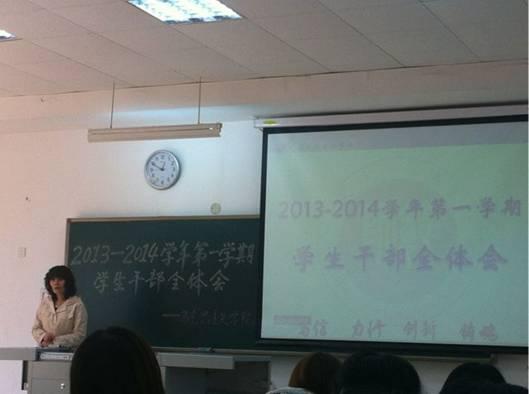 2013—2014学年第一学期
学生干部全体会
2013-2014学年第一学期
学生干部全体会
笃信 力行 创新